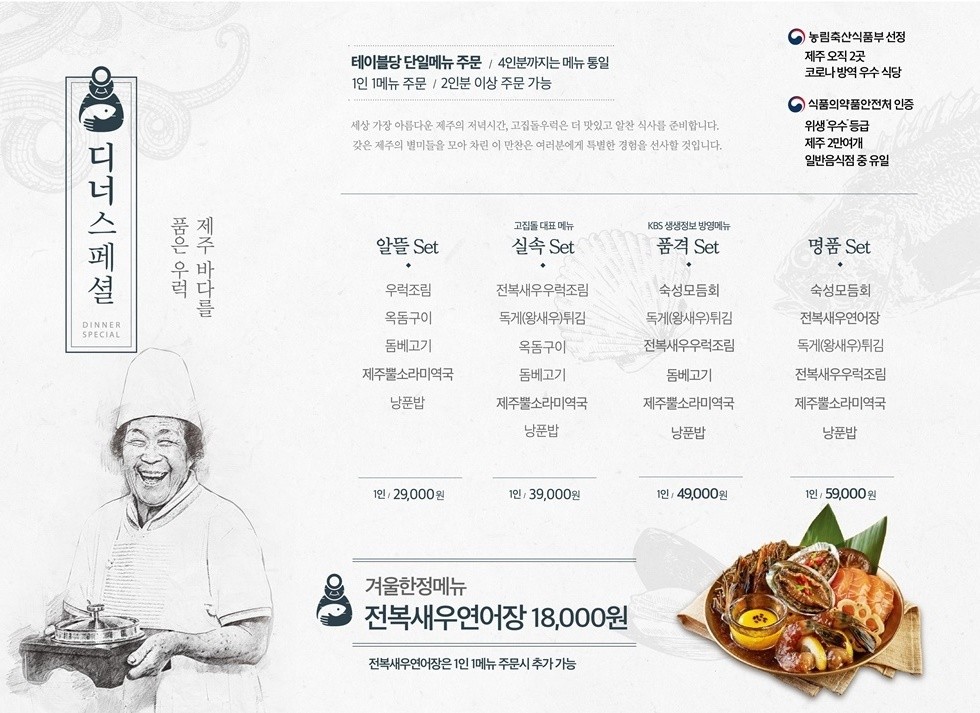 디너스페셜
DINNER
SPECIAL
제주 바다를
품은 우럭
테이블당 단일메뉴 주문 / 4인분까지는 메뉴 통일
1인 1메뉴 주문 / 2인분 이상 주문 가능
세상 가장 아름다운 제주의 저녁시간, 고집돌우럭은 더 맛있고 알찬 식사를 준비합니다.
갖은 제주의 별미들을 모아 차린 이 만찬은 여러분에게 특별한 경험을 선사할 것입니다.
농림축산식품부 선정
제주 오직 2곳
코로나 방역 우수 식당
식품의약품안전처 인증
위생 '우수' 등급
제주 2만여개
일반음식점 중 유일
알뜰 Set
우럭조림
옥돔구이
돔베고기
제주뿔소라미역국
낭푼밥
1인 / 29,000원
고집돌 대표 메뉴
실속 Set
전복새우우럭조림
독게(왕새우)튀김
옥돔구이
돔베고기
제주뿔소라미역국
낭푼밥
1인 / 39,000원
KBS 생생정보 방영메뉴
품격 Set
숙성모듬회
독게(왕새우)튀김
전복새우우럭조림
돔베고기
제주뿔소라미역국
낭푼밥
1인 / 49,000원
명품 Set
숙성모듬회
전복새우연어장
독게(왕새우)튀김
전복새우우럭조림
제주뿔소라미역국
낭푼밥
1인 / 59,000원
겨울한정메뉴
전복새우연어장 18,000원
전복새우연어장은 1인 1메뉴 주문시 추가 가능